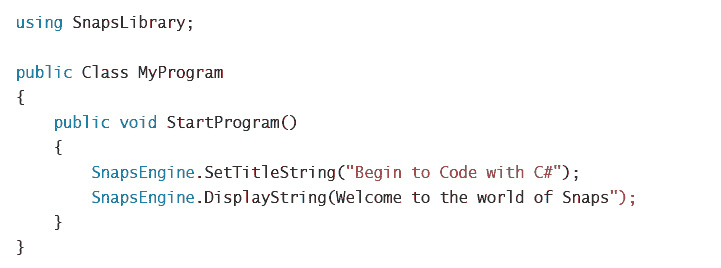 using SnapsLibrary;
public Class MyProgram
{
public void StartProgram()
{
SnapsEngine.SetTitleString("Begin to Code with C#");
SnapsEngine.DisplayString(Welcome to the world of Snaps");
}
}